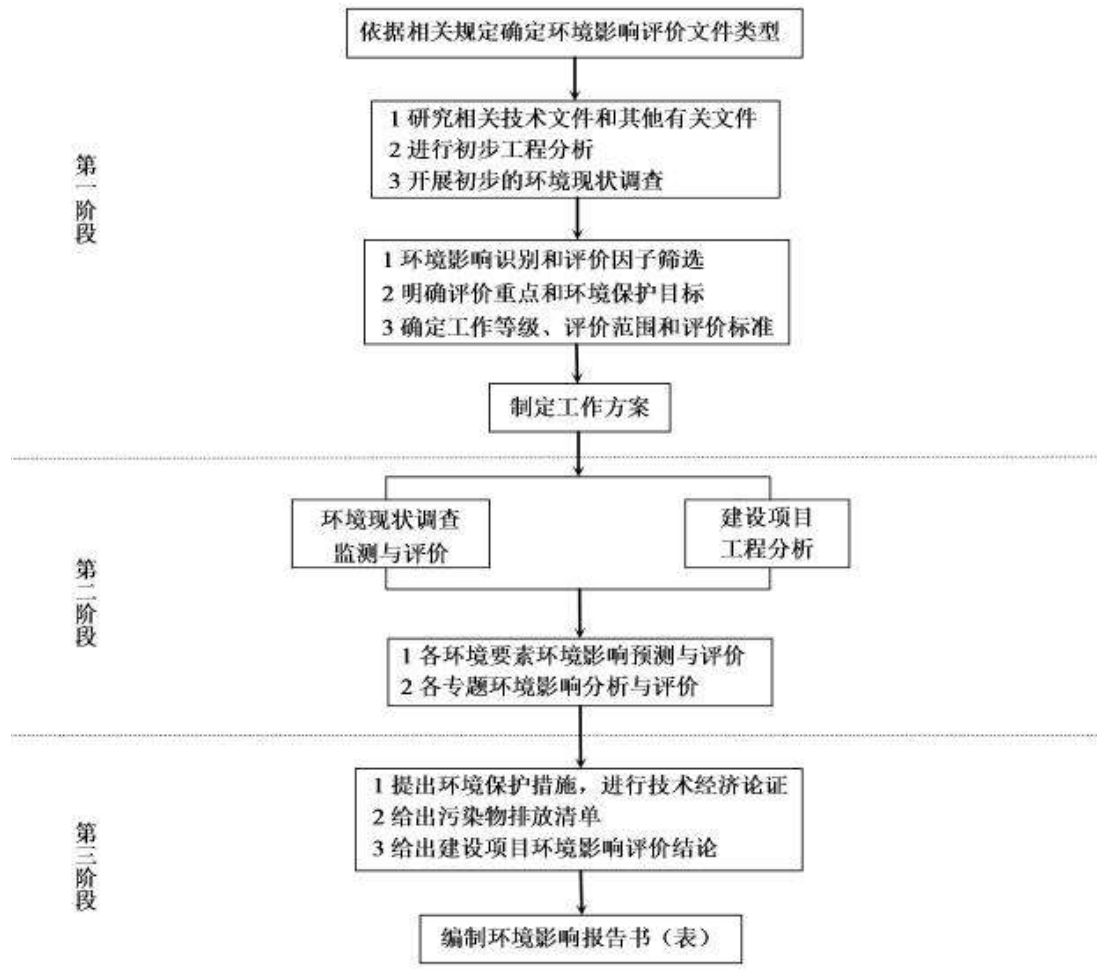 依据相关规定确定环境影响评价文件类型
1 研究相关技术文件和其他有关文件
2 进行初步工程分析
3 开展初步的环境现状调查
第一阶段
1 环境影响识别和评价因子筛选
2 明确评价重点和环境保护目标
3 确定工作等级、评价范围和评价标准
制定工作方案
环境现状调查
监测与评价
建设项目
工程分析
第二阶段
1 各环境要素环境影响预测与评价
2 各专题环境影响分析与评价
1 提出环境保护措施，进行技术经济论证
2 给出污染物排放清单
3 给出建设项目环境影响评价结论
第三阶段
编制环境影响报告书（表）